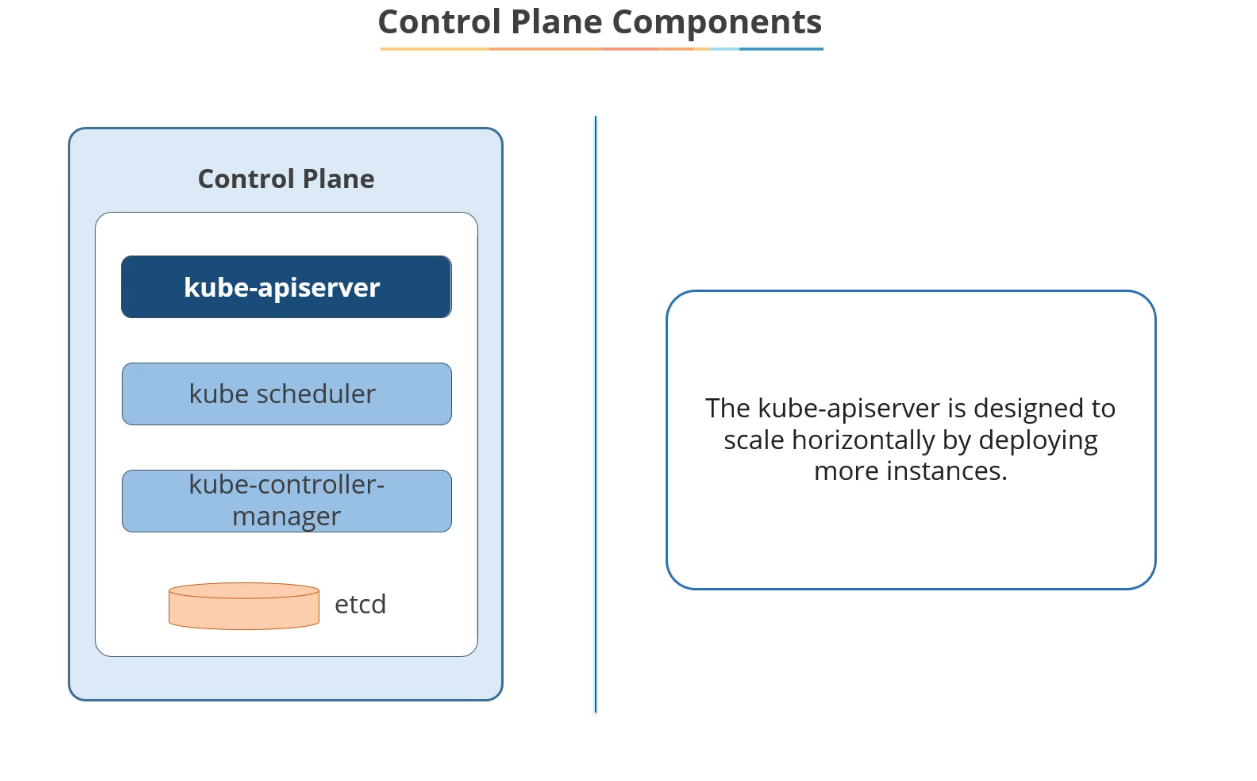 Control Plane Components
Control Plane
kube-apiserver
kube scheduler
kube-controller-
manager
etcd
The kube-apiserver is designed to
scale horizontally by deploying
more instances.